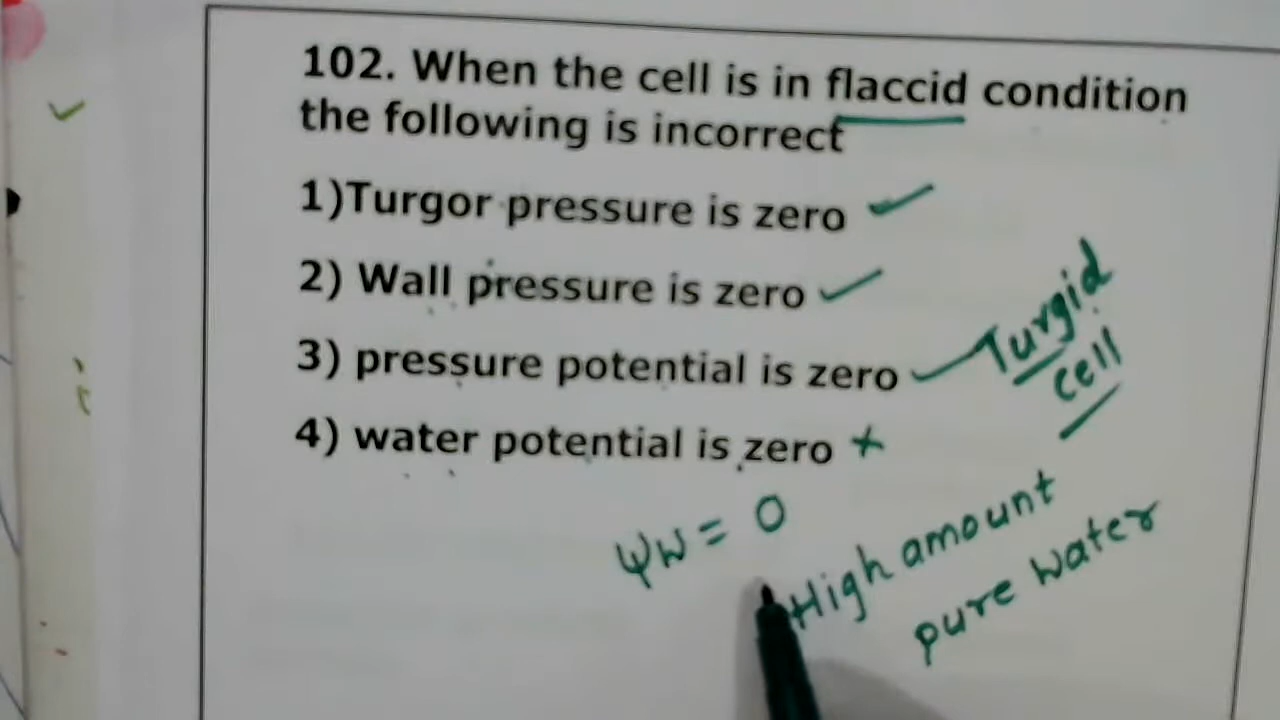 102. When the cell is in flaccid condition
the following is incorrect
1)Turgor pressure is zero
2) Wall pressure is zero
3) pressure potential is zero
Turgid
cell
4) water potential is zero
ΨW = 0
High amount
pure water